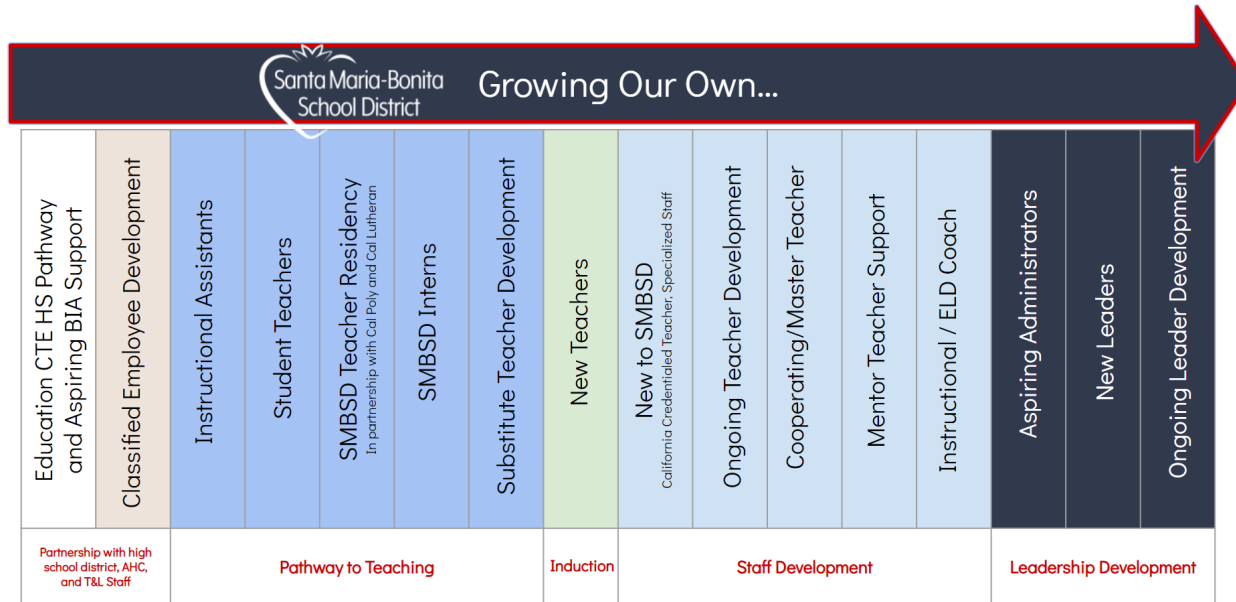 Santa Maria-Bonita
School District
Growing Our Own...
Education CTE HS Pathway
and Aspiring BIA Support
Classified Employee Development
Instructional Assistants
Student Teachers
SMBSD Teacher Residency
In partnership with Cal Poly and Cal Lutheran
SMBSD Interns
Substitute Teacher Development
New Teachers
New to SMBSD
California Credentialed Teacher, Specialized Staff
Ongoing Teacher Development
Cooperating/Master Teacher
Mentor Teacher Support
Instructional / ELD Coach
Aspiring Administrators
New Leaders
Ongoing Leader Development
Partnership with high
school district, AHC,
and T&L Staff
Pathway to Teaching
Induction
Staff Development
Leadership Development